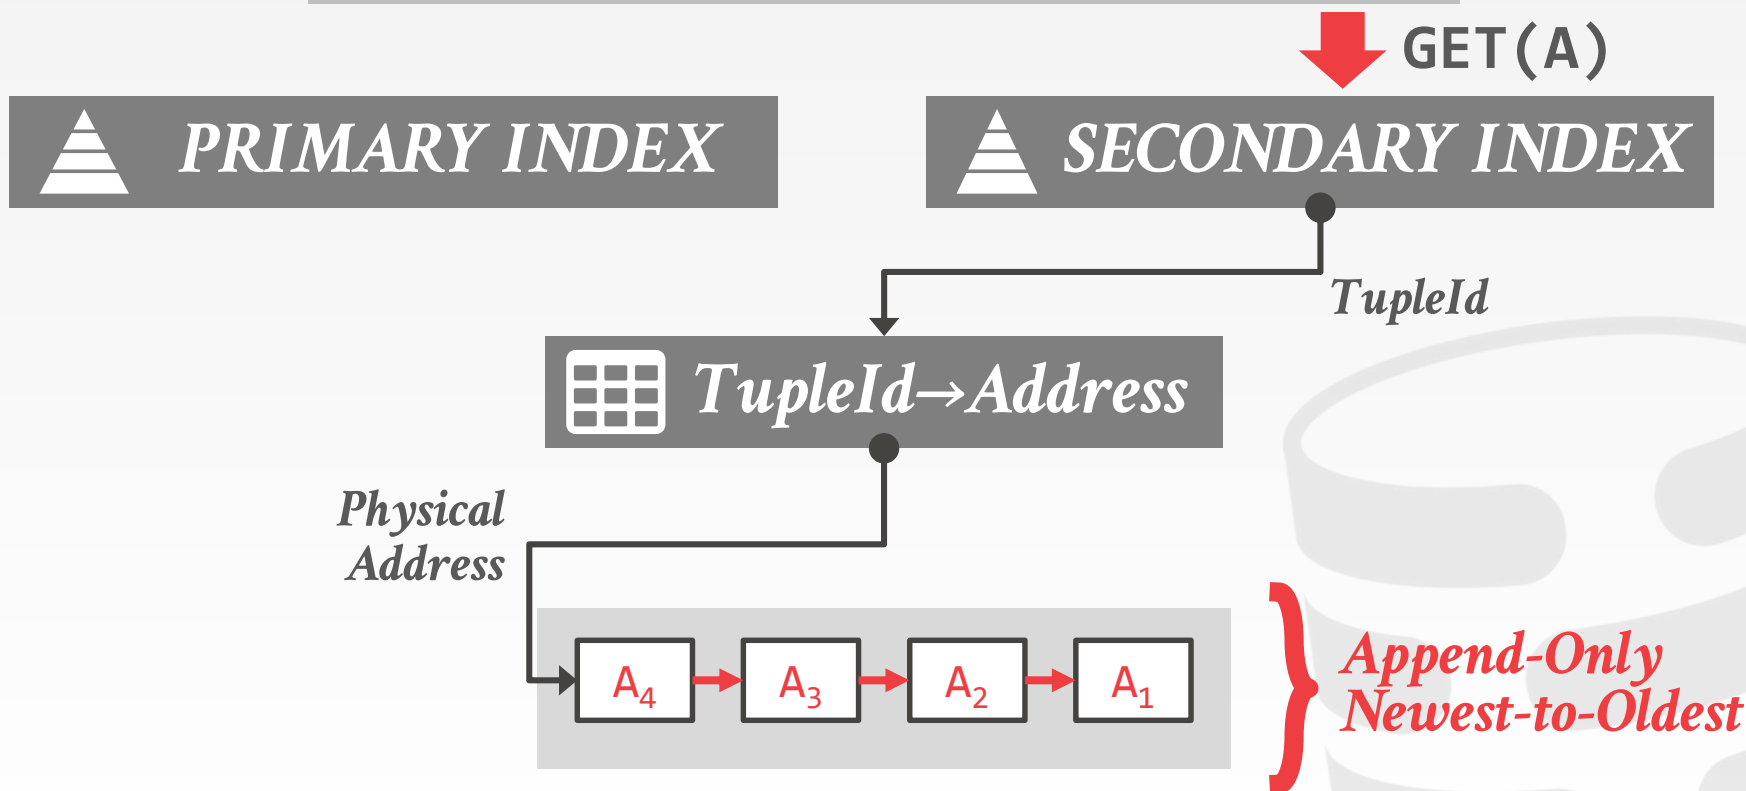 GET(A)
PRIMARY INDEX
SECONDARY INDEX
TupleId
TupleId→Address
Physical
Address
A₄
A₃
A₂
A₁
Append-Only
Newest-to-Oldest